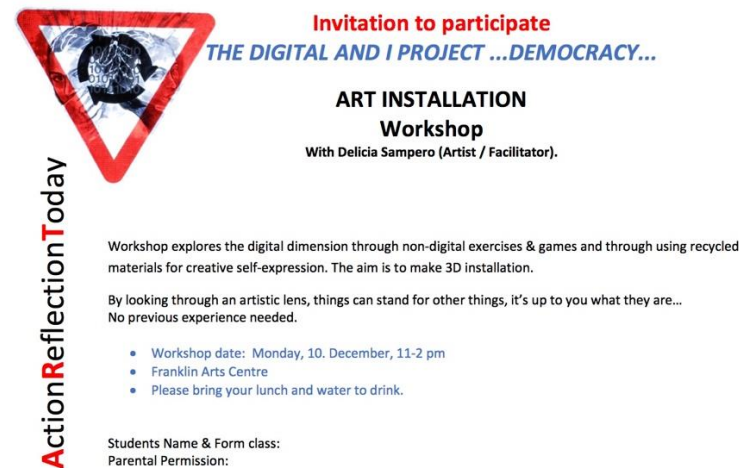 Invitation to participate
THE DIGITAL AND I PROJECT ...DEMOCRACY...
ART INSTALLATION
Workshop
With Delicia Sampero (Artist / Facilitator).
ActionReflectionToday
Workshop explores the digital dimension through non-digital exercises & games and through using recycled
materials for creative self-expression. The aim is to make 3D installation.
By looking through an artistic lens, things can stand for other things, it’s up to you what they are…
No previous experience needed.
• Workshop date: Monday, 10. December, 11-2 pm
• Franklin Arts Centre
• Please bring your lunch and water to drink.
Students Name & Form class:
Parental Permission: